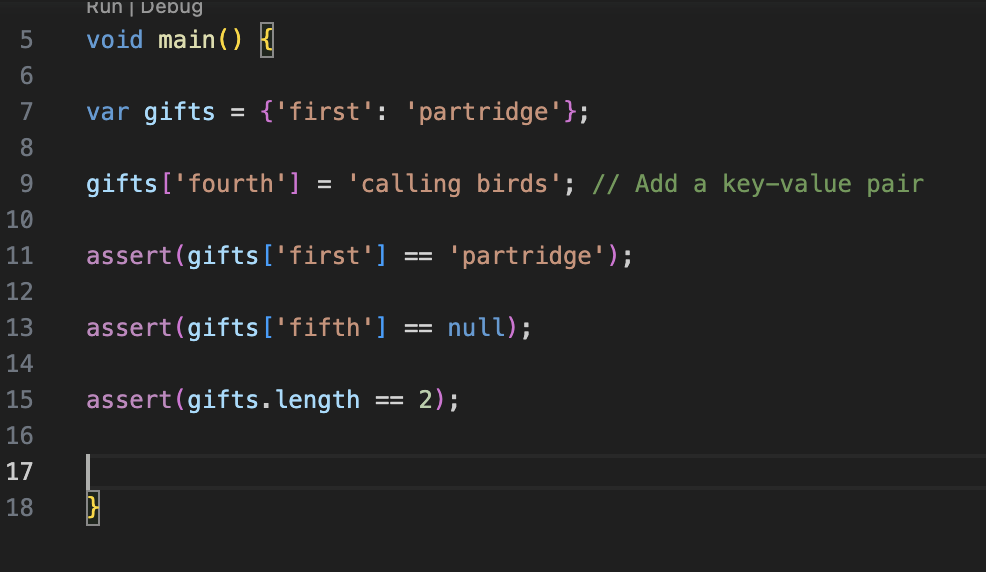 Run | Debug
5 void main() {
6
7 var gifts = {'first': 'partridge'};
8
9 gifts['fourth'] = 'calling birds'; // Add a key-value pair
10
11 assert(gifts['first'] == 'partridge');
12
13 assert(gifts['fifth'] == null);
14
15 assert(gifts.length == 2);
16
17
18 }